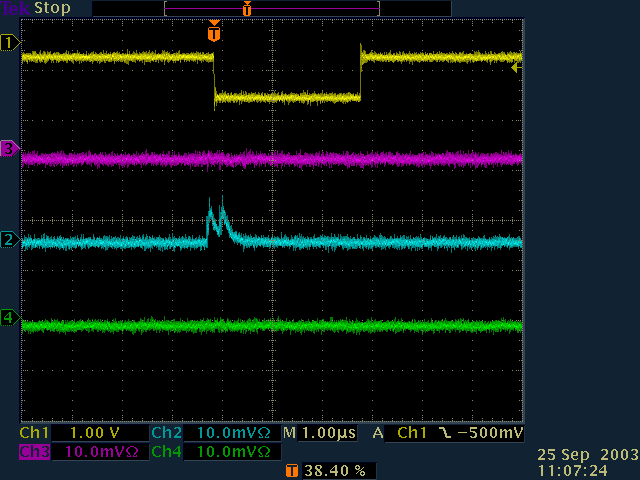 Tek Stop
T
T
1
3
2
4
Ch1 1.00 V Ch2 10.0mVΩ M 1.00µs A Ch1 ↘ −500mV
Ch3 10.0mVΩ Ch4 10.0mVΩ
25 Sep 2003
T 38.40 % 11:07:24